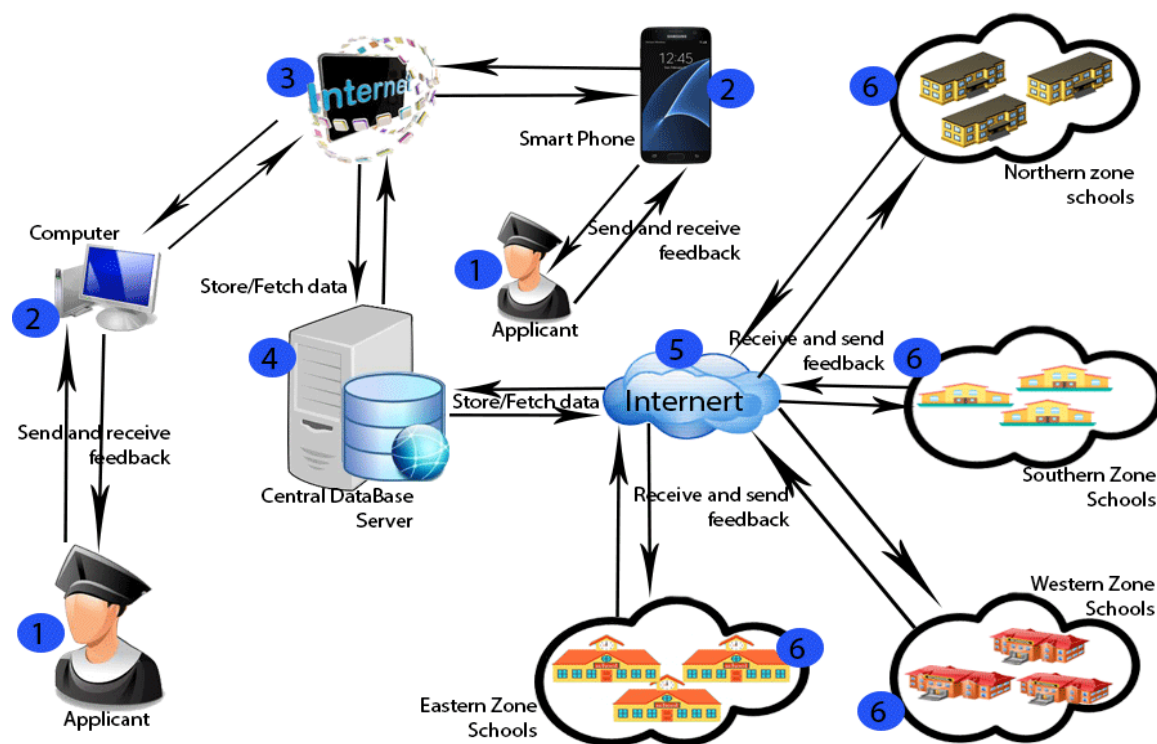 3
Internet
SAMSUNG
12:45
2
Smart Phone
6
Northern zone
schools
Computer
2
Send and receive
feedback
1
Applicant
Store/Fetch data
4
Central DataBase
Server
Store/Fetch data
5
Internert
Receive and send
feedback
6
Southern Zone
Schools
Send and receive
feedback
1
Applicant
Receive and send
feedback
6
Eastern Zone
Schools
Western Zone
Schools
6